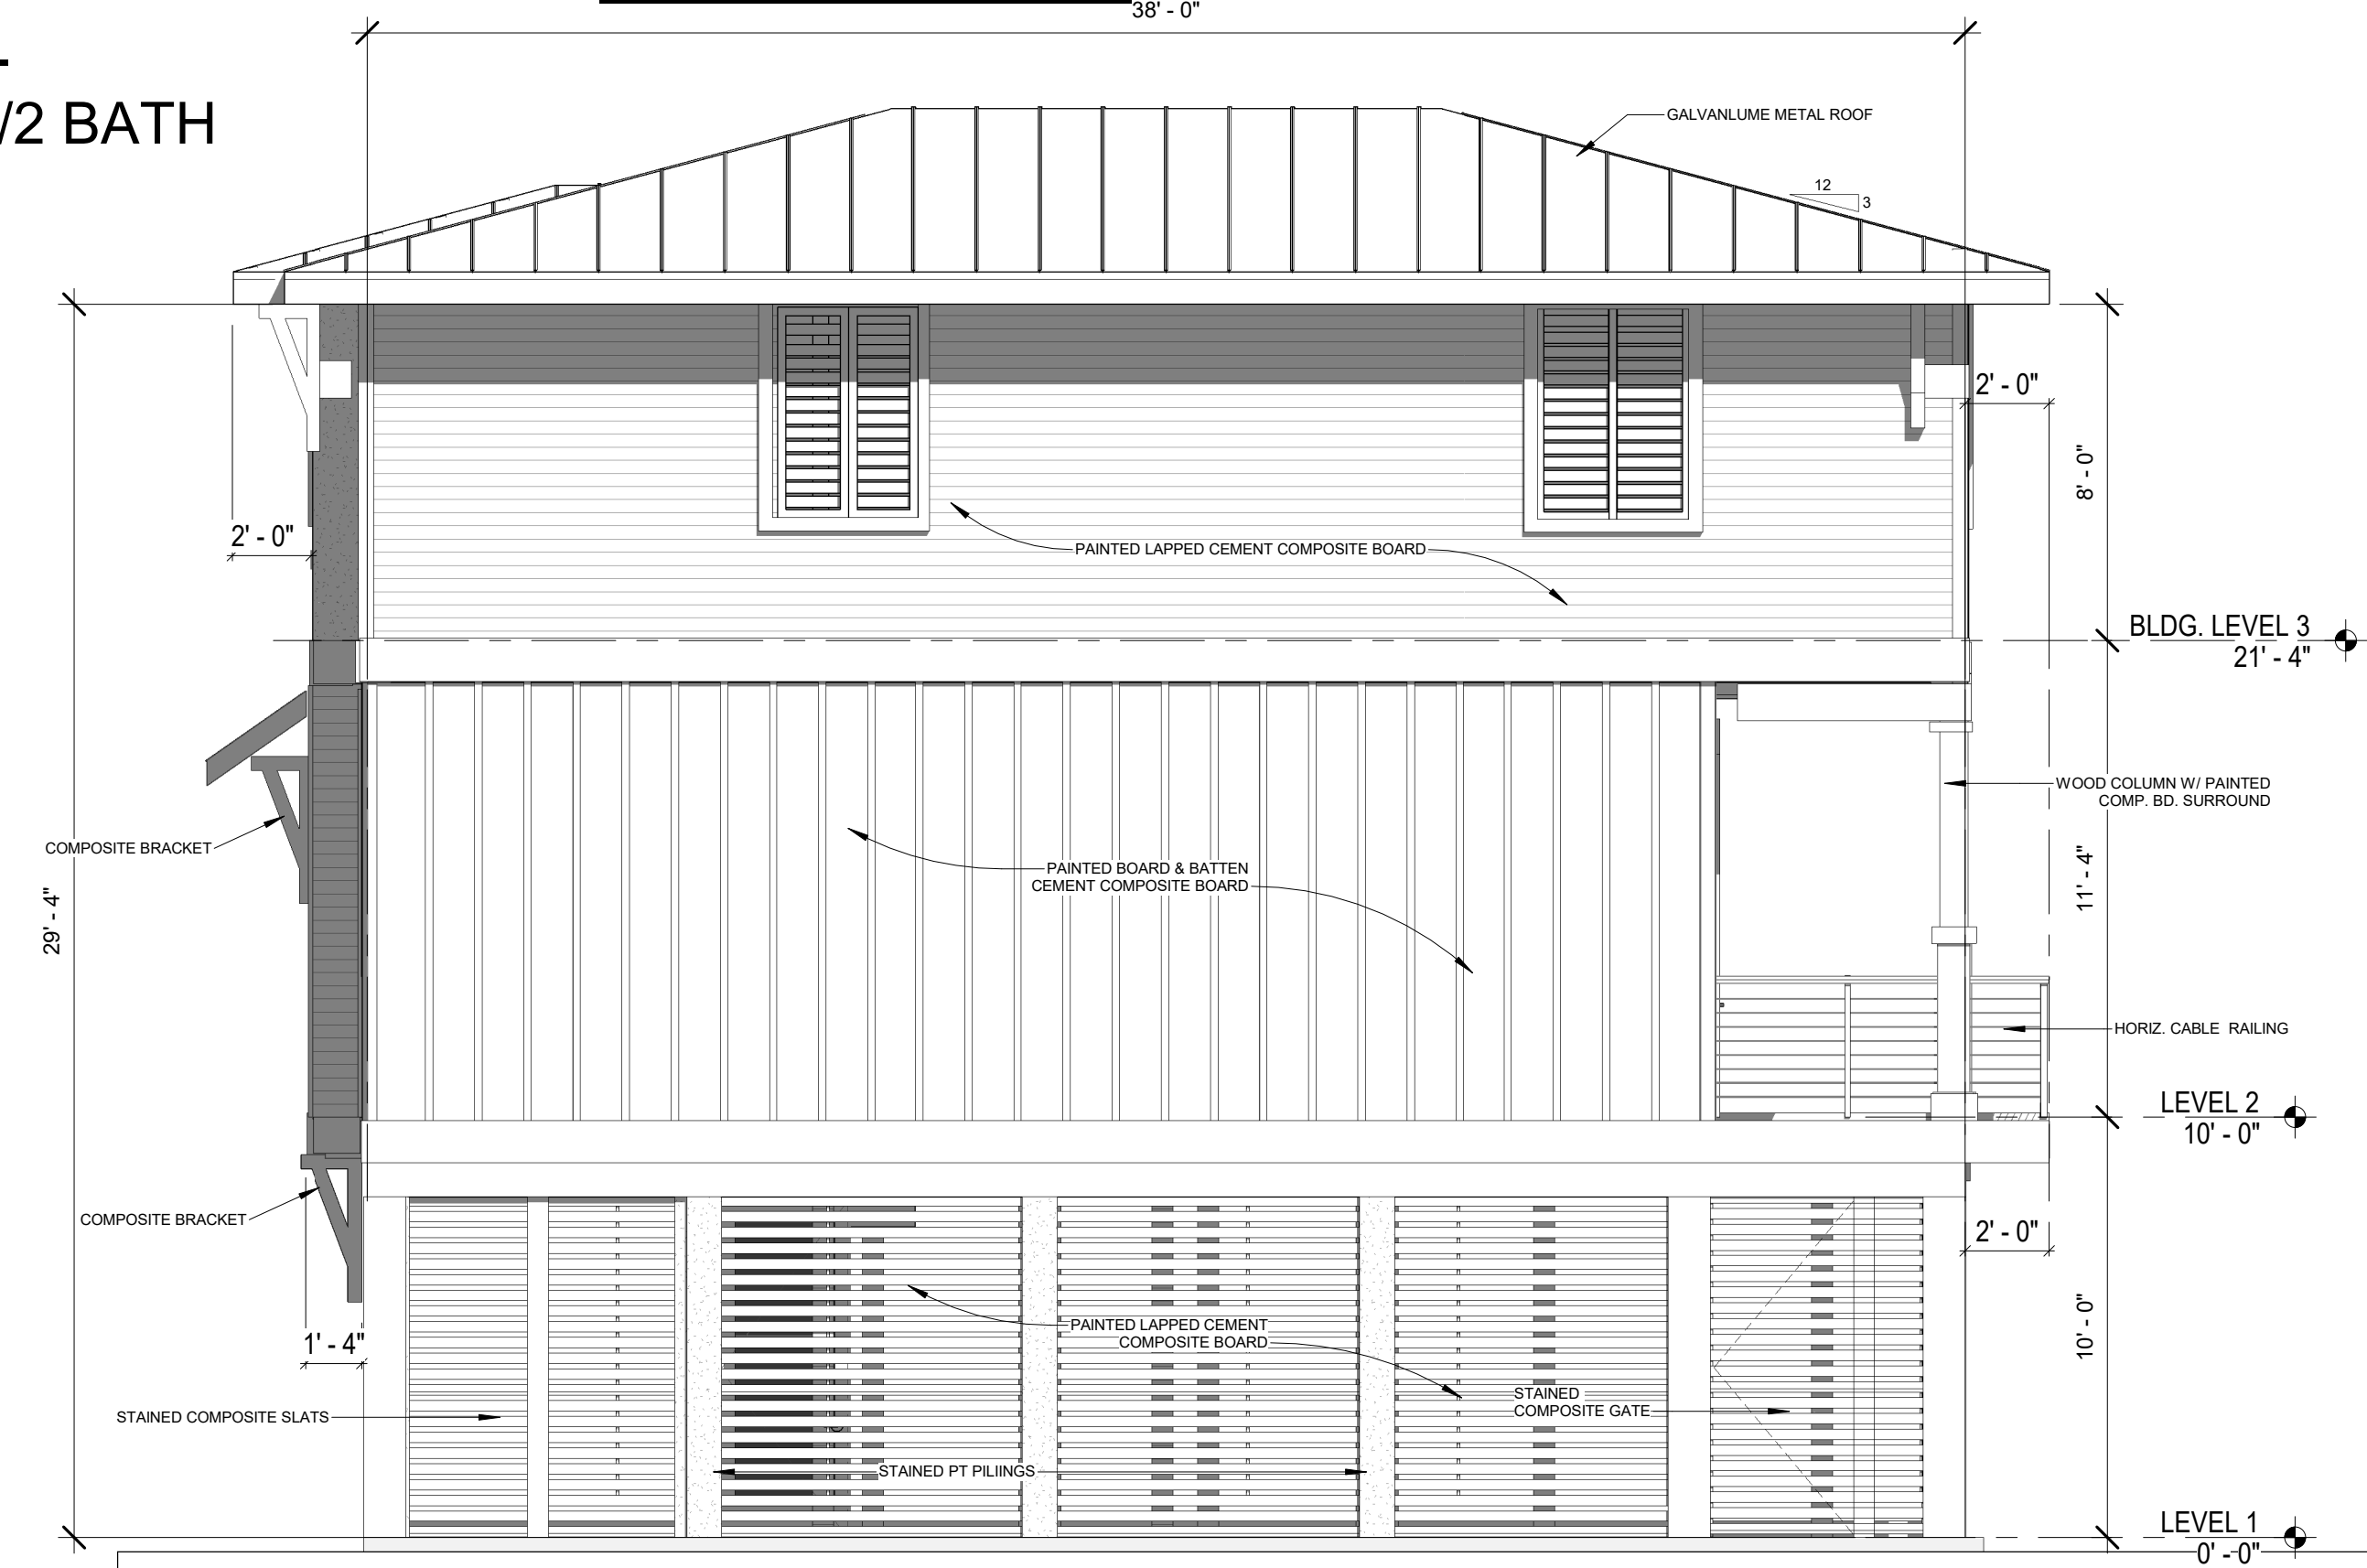 38' - 0"
/2 BATH
GALVANLUME METAL ROOF
12
3
2' - 0"
8' - 0"
2' - 0"
PAINTED LAPPED CEMENT COMPOSITE BOARD
BLDG. LEVEL 3
21' - 4"
WOOD COLUMN W/ PAINTED
COMP. BD. SURROUND
COMPOSITE BRACKET
PAINTED BOARD & BATTEN
CEMENT COMPOSITE BOARD
29' - 4"
11' - 4"
HORIZ. CABLE RAILING
LEVEL 2
10' - 0"
COMPOSITE BRACKET
2' - 0"
1' - 4"
PAINTED LAPPED CEMENT
COMPOSITE BOARD
10' - 0"
STAINED
COMPOSITE GATE
STAINED COMPOSITE SLATS
STAINED PT PILIINGS
LEVEL 1
0' - 0"